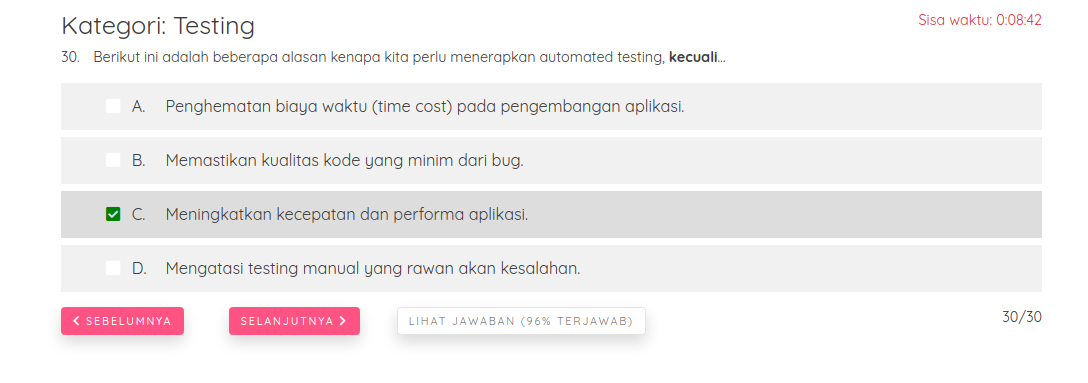 Kategori: Testing
Sisa waktu: 0:08:42
30. Berikut ini adalah beberapa alasan kenapa kita perlu menerapkan automated testing, kecuali...
A. Penghematan biaya waktu (time cost) pada pengembangan aplikasi.
B. Memastikan kualitas kode yang minim dari bug.
C. Meningkatkan kecepatan dan performa aplikasi.
D. Mengatasi testing manual yang rawan akan kesalahan.
SEBELUMNYA
SELANJUTNYA
LIHAT JAWABAN (96% TERJAWAB)
30/30